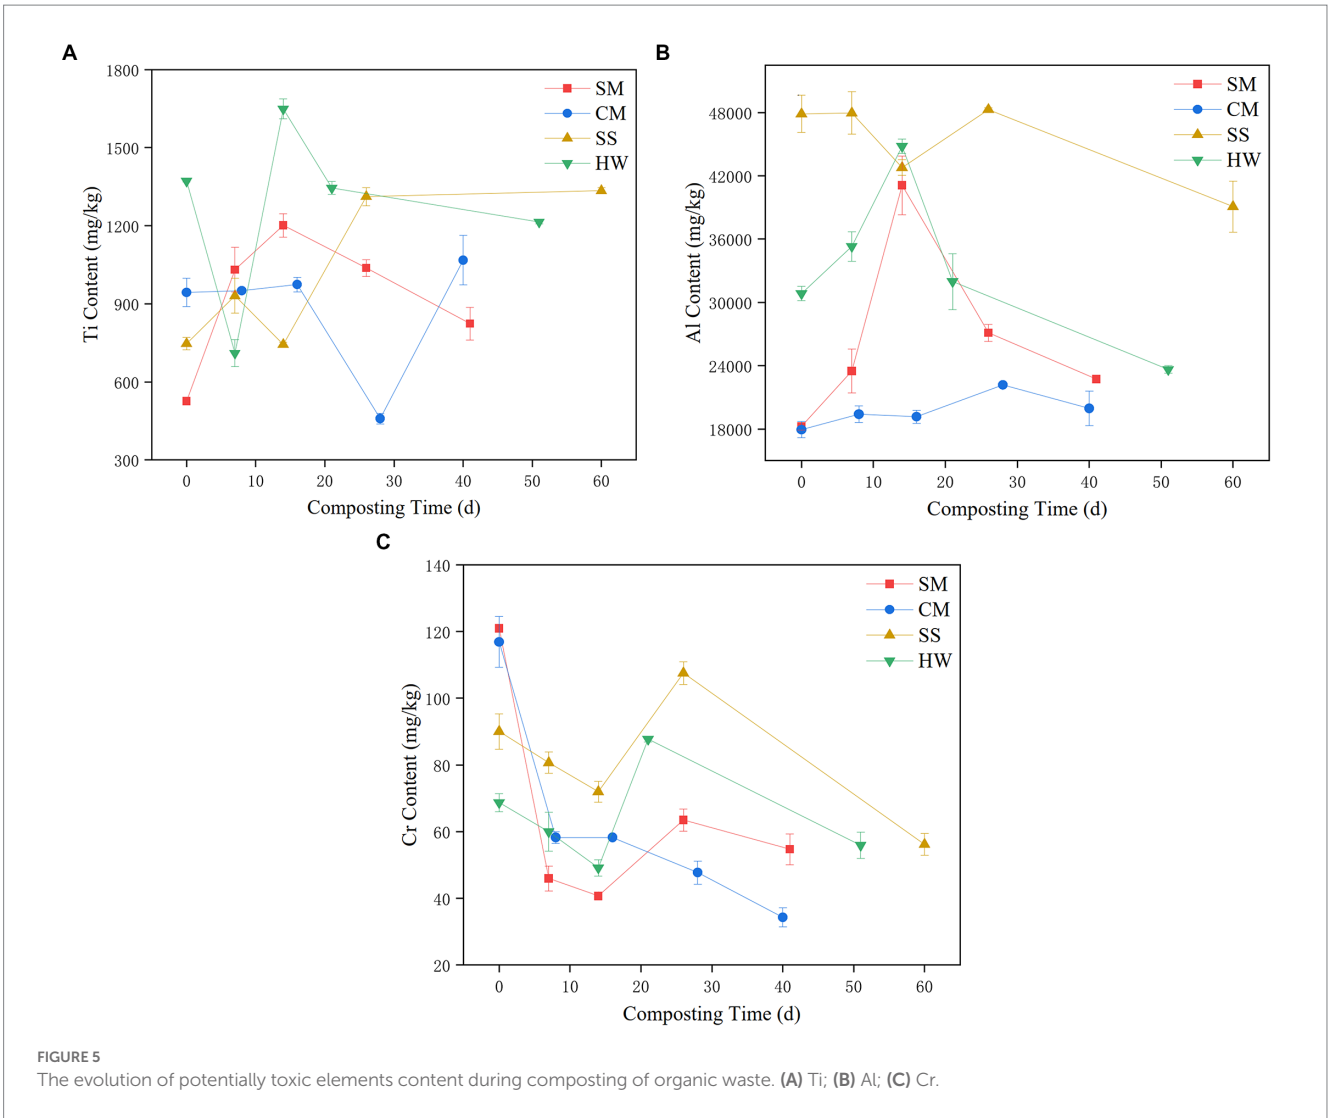 A
Ti Content (mg/kg)
1800
1500
1200
900
600
300
SM
CM
SS
HW
0 10 20 30 40 50 60
Composting Time (d)
B
Al Content (mg/kg)
48000
42000
36000
30000
24000
18000
SM
CM
SS
HW
0 10 20 30 40 50 60
Composting Time (d)
C
Cr Content (mg/kg)
140
120
100
80
60
40
20
SM
CM
SS
HW
0 10 20 30 40 50 60
Composting Time (d)
FIGURE 5
The evolution of potentially toxic elements content during composting of organic waste. (A) Ti; (B) Al; (C) Cr.